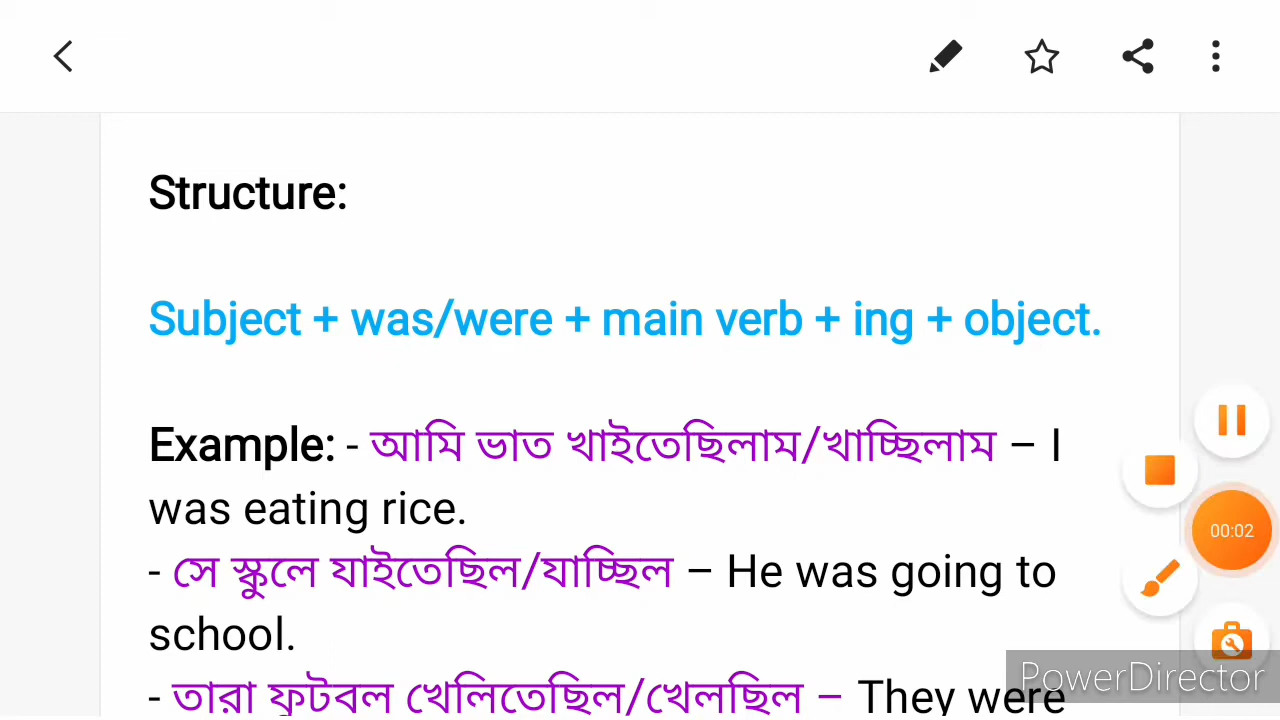 Structure:
Subject + was/were + main verb + ing + object.
Example: - আমি ভাত খাইতেছিলাম/খাচ্ছিলাম – I
was eating rice.
- সে স্কুলে যাইতেছিল/যাচ্ছিল – He was going to
school.
- তারা ফুটবল খেলিতেছিল/খেলছিল – They were
00:02
PowerDirector